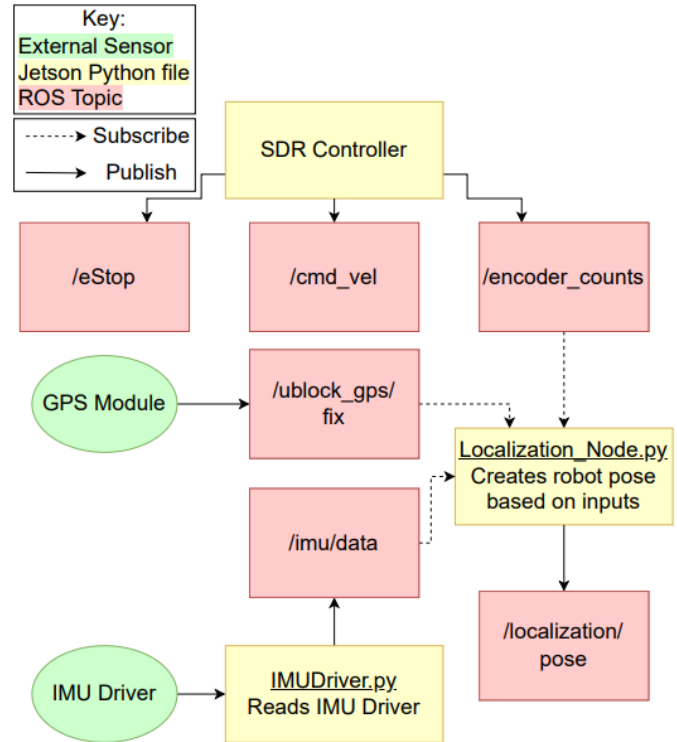 Key:
External Sensor
Jetson Python file
ROS Topic
Subscribe
Publish
SDR Controller
/eStop
/cmd_vel
/encoder_counts
GPS Module
/ublock_gps/
fix
Localization_Node.py
Creates robot pose
based on inputs
/imu/data
/localization/
pose
IMU Driver
IMUDriver.py
Reads IMU Driver